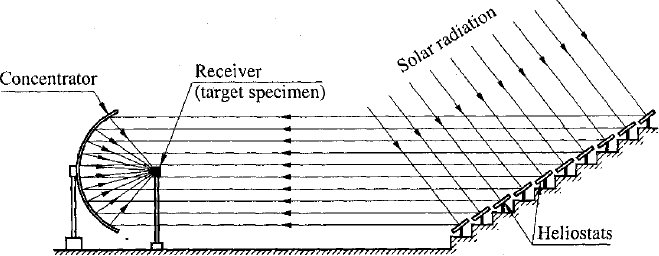 Solar radiation
Concentrator
Receiver
(target specimen)
Heliostats